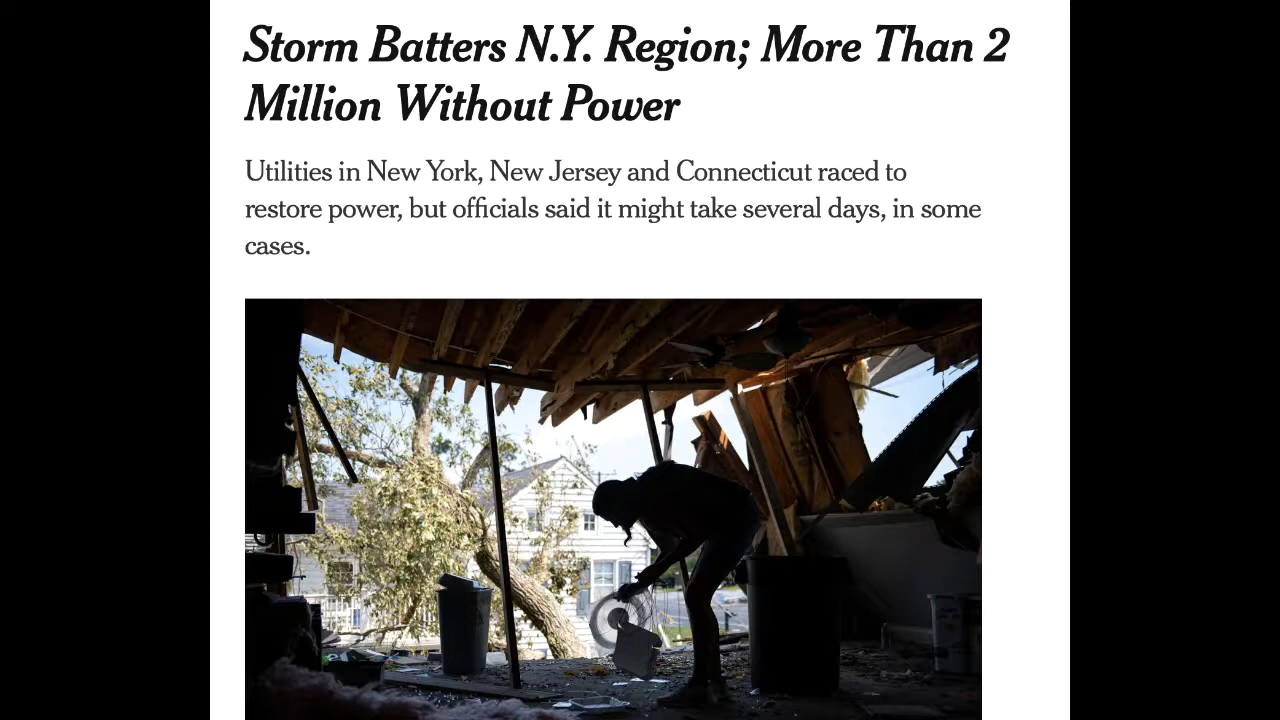 Storm Batters N.Y. Region; More Than 2
Million Without Power
Utilities in New York, New Jersey and Connecticut raced to
restore power, but officials said it might take several days, in some
cases.